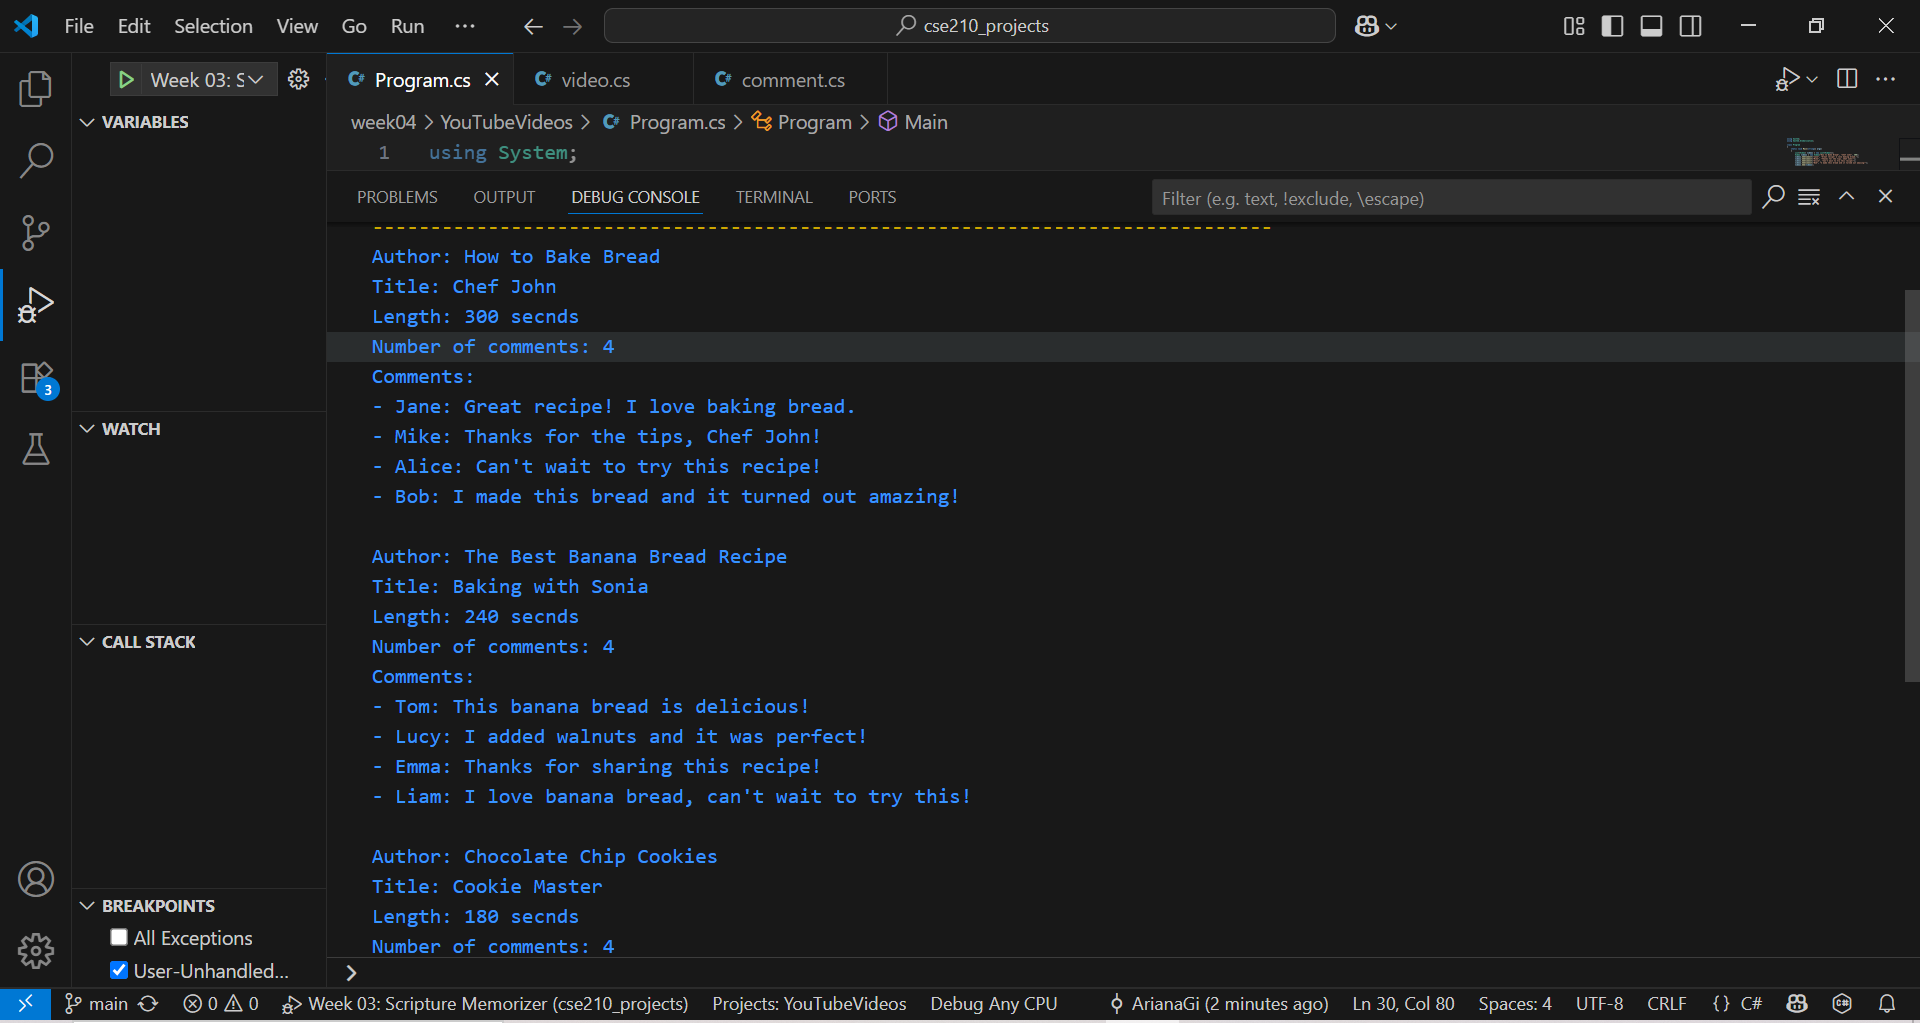 File Edit Selection View Go Run ··· cse210_projects
Week 03: S
Program.cs video.cs comment.cs
week04 > YouTubeVideos > Program.cs > Program > Main
1 using System;
PROBLEMS OUTPUT DEBUG CONSOLE TERMINAL PORTS Filter (e.g. text, !exclude, \escape)
VARIABLES
WATCH
CALL STACK
BREAKPOINTS
All Exceptions
User-Unhandled...
3
------------------------------------------------------------------------------
Author: How to Bake Bread
Title: Chef John
Length: 300 secnds
Number of comments: 4
Comments:
- Jane: Great recipe! I love baking bread.
- Mike: Thanks for the tips, Chef John!
- Alice: Can't wait to try this recipe!
- Bob: I made this bread and it turned out amazing!
Author: The Best Banana Bread Recipe
Title: Baking with Sonia
Length: 240 secnds
Number of comments: 4
Comments:
- Tom: This banana bread is delicious!
- Lucy: I added walnuts and it was perfect!
- Emma: Thanks for sharing this recipe!
- Liam: I love banana bread, can't wait to try this!
Author: Chocolate Chip Cookies
Title: Cookie Master
Length: 180 secnds
Number of comments: 4
>
main 0 0 Week 03: Scripture Memorizer (cse210_projects) Projects: YouTubeVideos Debug Any CPU ArianaGi (2 minutes ago) Ln 30, Col 80 Spaces: 4 UTF-8 CRLF {} C#